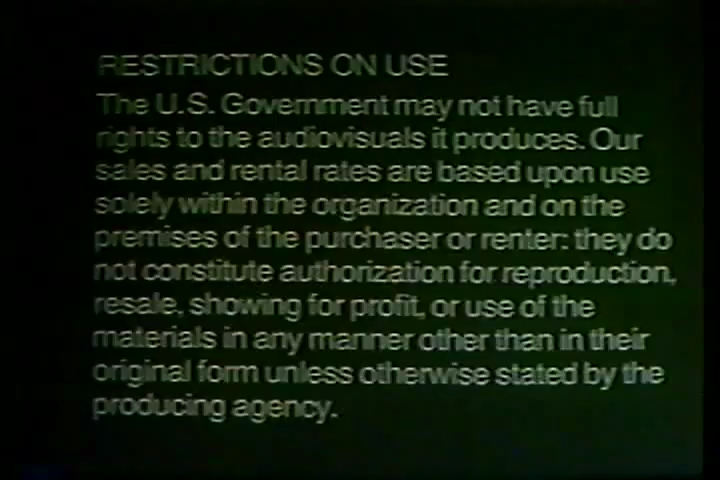 RESTRICTIONS ON USE
The U.S. Government may not have full
rights to the audiovisuals it produces. Our
sales and rental rates are based upon use
solely within the organization and on the
premises of the purchaser or renter: they do
not constitute authorization for reproduction,
resale, showing for profit, or use of the
materials in any manner other than in their
original form unless otherwise stated by the
producing agency.